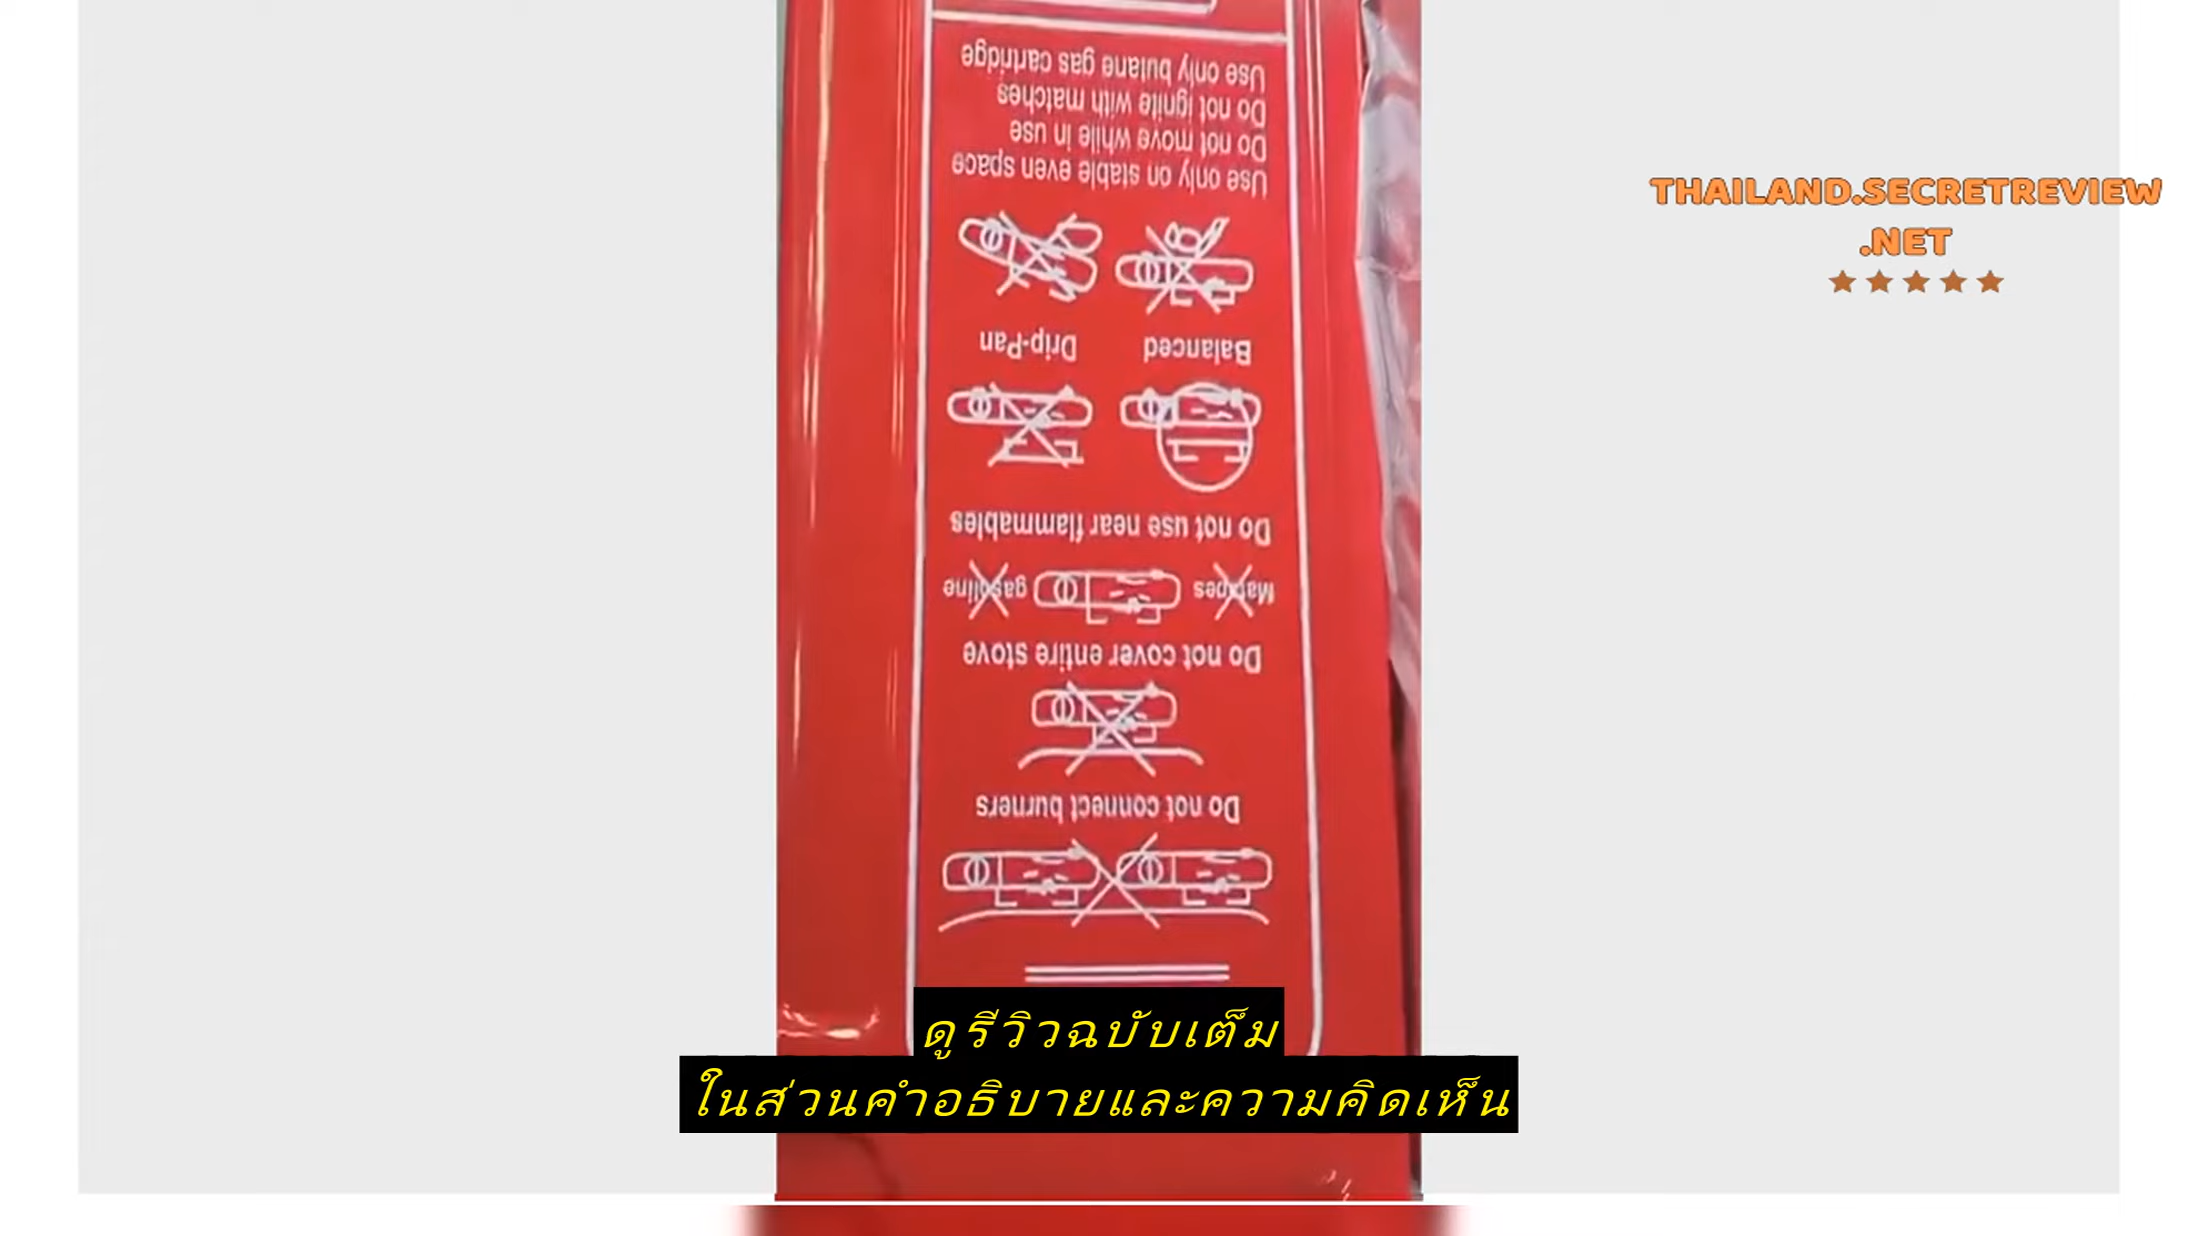 Use only butane gas cartridge
Do not ignite with matches
Do not move while in use
Use only on stable even space
Drip-Pan
Balanced
Do not use near flammables
gasoline
Do not cover entire stove
Do not connect burners
THAILAND.SECRETREVIEW
.NET
ดูรีวิวฉบับเต็ม
ในส่วนคำอธิบายและความคิดเห็น